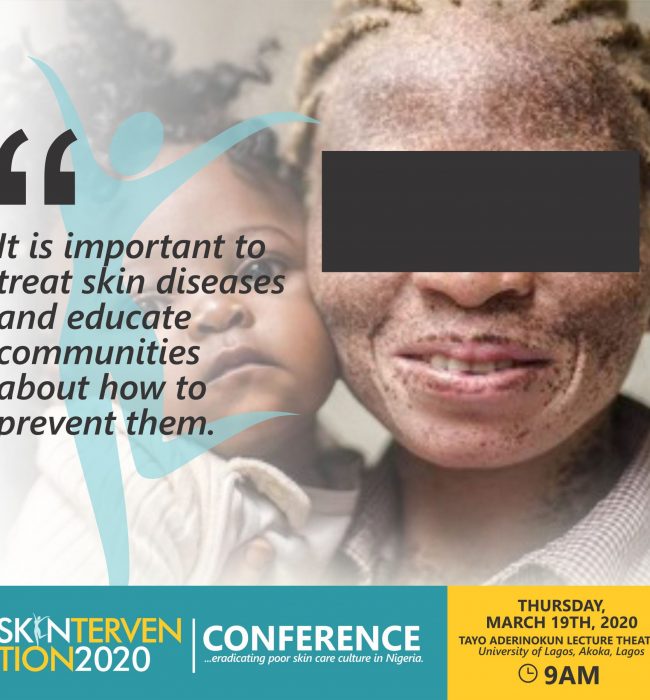 “
It is important to
treat skin diseases
and educate
communities
about how to
prevent them.
SKINTERVEN
TION2020
CONFERENCE
...eradicating poor skin care culture in Nigeria.
THURSDAY,
MARCH 19TH, 2020
TAYO ADERINOKUN LECTURE THEAT
University of Lagos, Akoka, Lagos
9AM